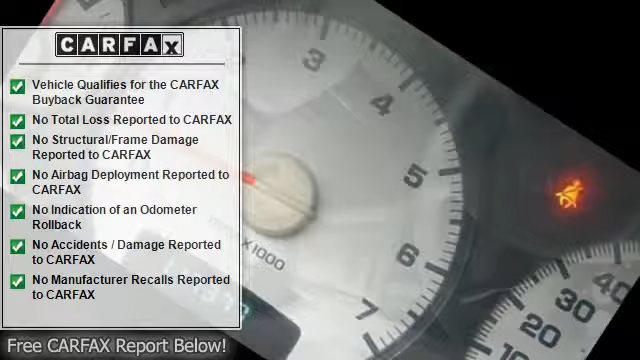 CARFAX
Vehicle Qualifies for the CARFAX
Buyback Guarantee
No Total Loss Reported to CARFAX
No Structural/Frame Damage
Reported to CARFAX
No Airbag Deployment Reported to
CARFAX
No Indication of an Odometer
Rollback
No Accidents / Damage Reported
to CARFAX
No Manufacturer Recalls Reported
to CARFAX
Free CARFAX Report Below!
3
4
5
6
7
X1000
10
20
30
40